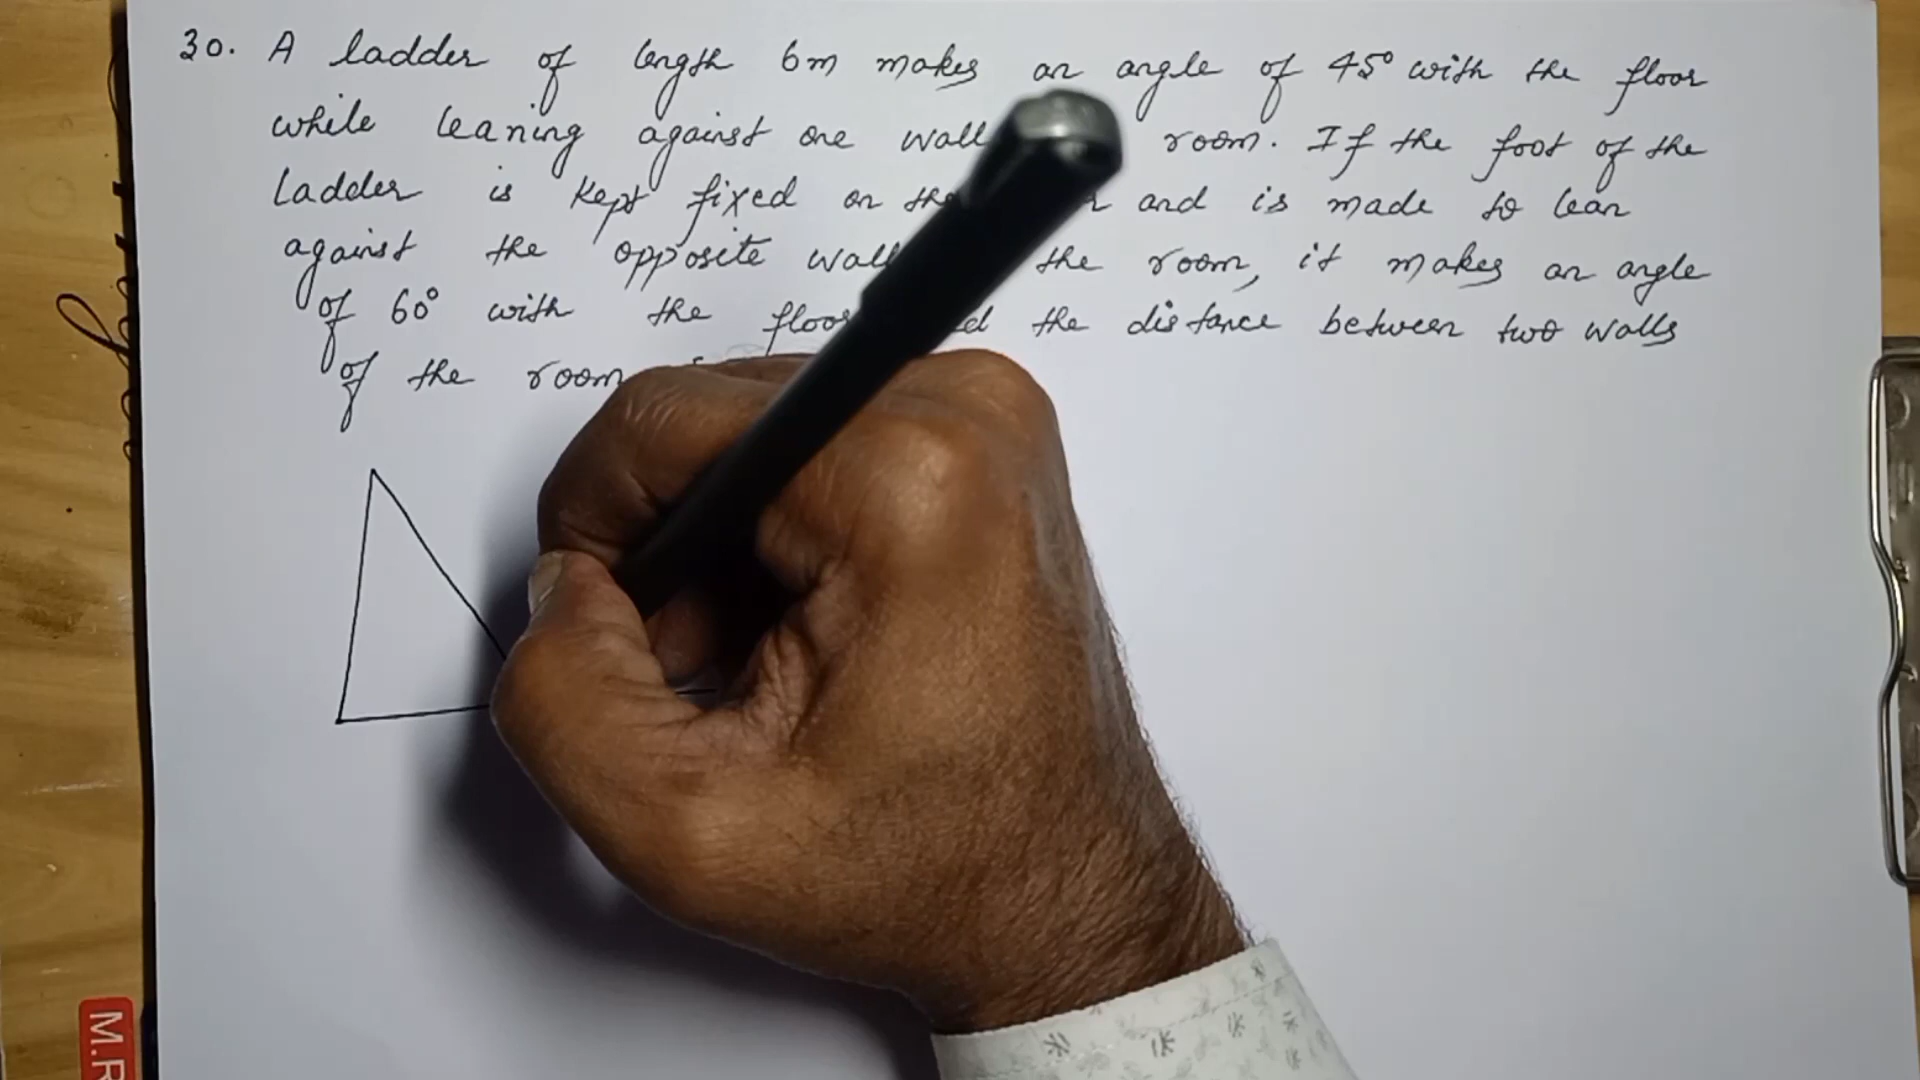 30. A ladder of length 6m makes an angle of 45° with the floor
while leaning against one wall room. If the foot of the
ladder is kept fixed on the and is made to lean
against the opposite wall the room, it makes an angle
of 60° with the floor the distance between two walls
of the room
M.R